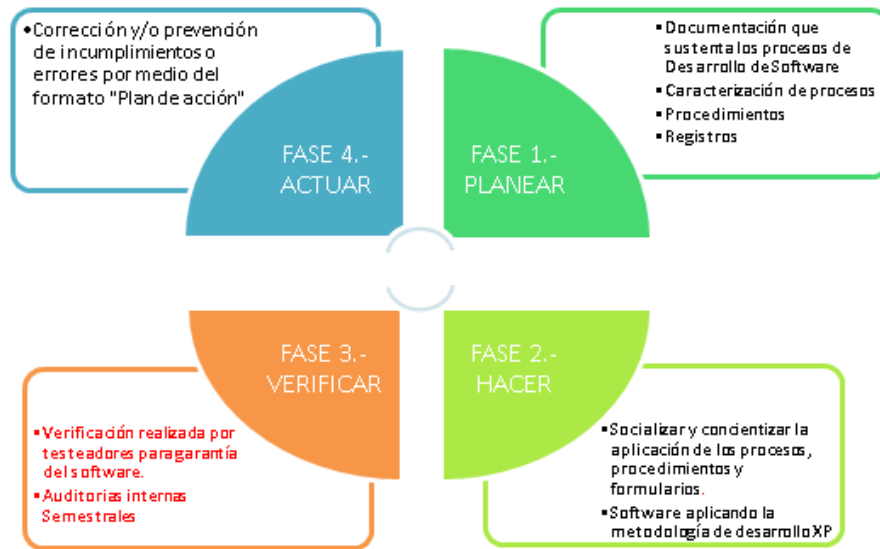 •Corrección y/o prevención
de incumplimientos o
errores por medio del
formato "Plan de acción"
▪Documentación que
sustenta los procesos de
Desarrollo de Software
▪Caracterización de procesos
▪Procedimientos
▪Registros
FASE 4.-
ACTUAR
FASE 1.-
PLANEAR
FASE 3.-
VERIFICAR
FASE 2.-
HACER
▪Verificación realizada por
testeadores para garantía
del software.
▪Auditorias internas
Semestrales
▪Socializar y concientizar la
aplicación de los procesos,
procedimientos y
formularios.
▪Software aplicando la
metodología de desarrollo XP